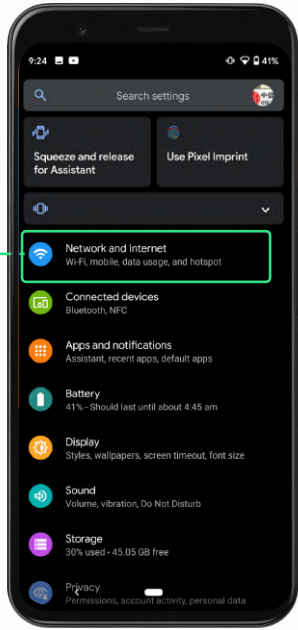 9:24
41%
Search settings
Squeeze and release
for Assistant
Use Pixel Imprint
Network and Internet
Wi-Fi, mobile, data usage, and hotspot
Connected devices
Bluetooth, NFC
Apps and notifications
Assistant, recent apps, default apps
Battery
41% - Should last until about 4:45 am
Display
Styles, wallpapers, screen timeout, font size
Sound
Volume, vibration, Do Not Disturb
Storage
30% used - 45.05 GB free
Privacy
Permissions, account activity, personal data